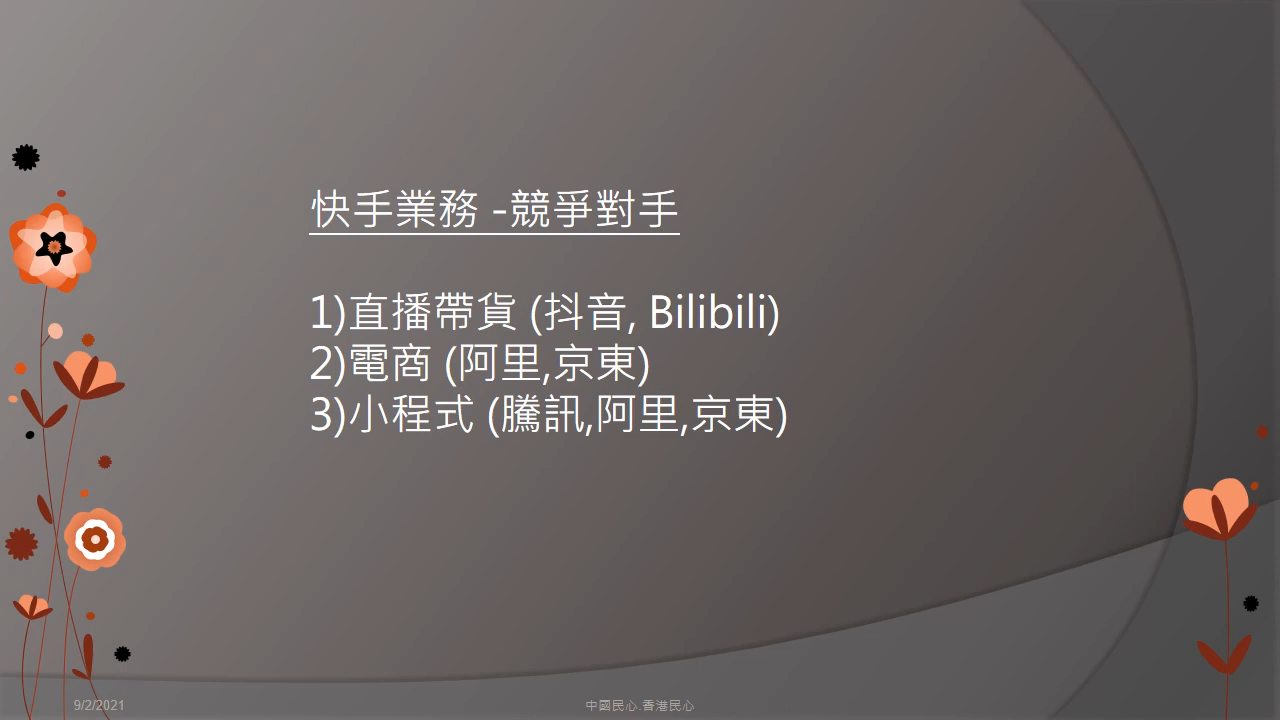 快手業務 -競爭對手
1)直播帶貨 (抖音, Bilibili)
2)電商 (阿里,京東)
3)小程式 (騰訊,阿里,京東)
9/2/2021
中國民心.香港民心